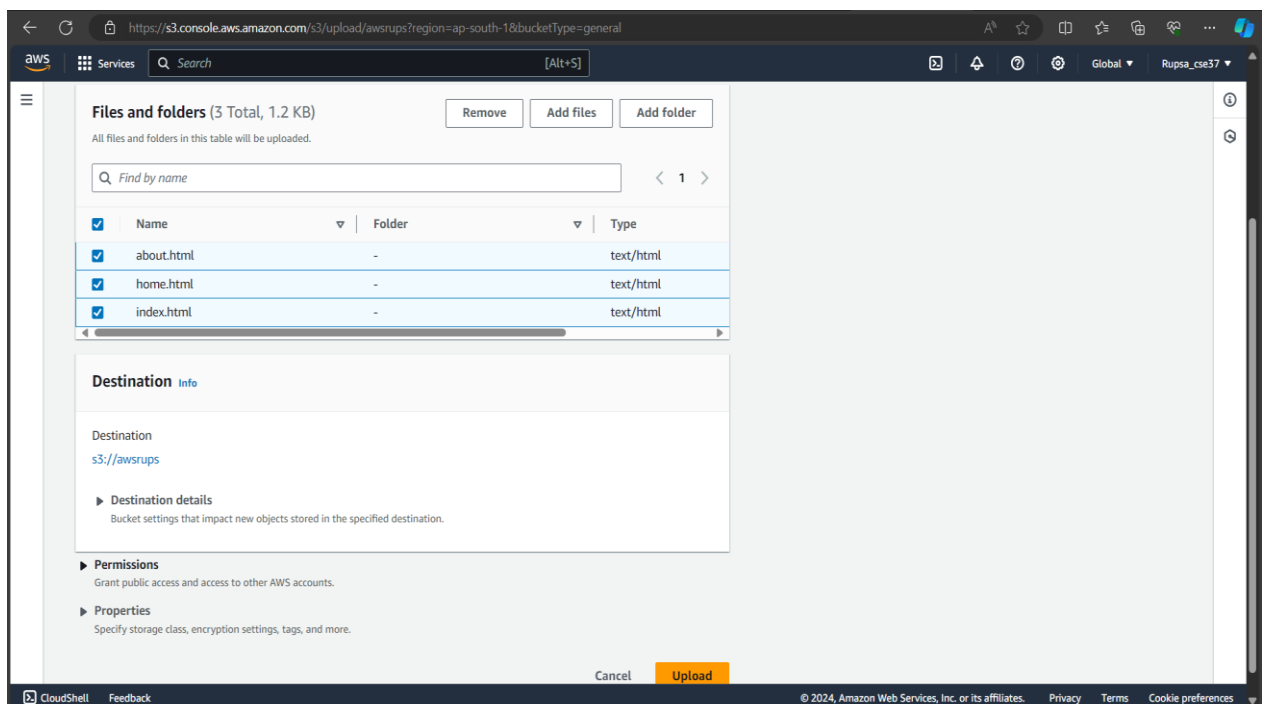 https://s3.console.aws.amazon.com/s3/upload/awsrups?region=ap-south-1&bucketType=general
aws Services Search [Alt+S] Global Rupsa_cse37
Files and folders (3 Total, 1.2 KB) Remove Add files Add folder
All files and folders in this table will be uploaded.
Find by name 1
Name Folder Type
about.html - text/html
home.html - text/html
index.html - text/html
Destination Info
Destination
s3://awsrups
Destination details
Bucket settings that impact new objects stored in the specified destination.
Permissions
Grant public access and access to other AWS accounts.
Properties
Specify storage class, encryption settings, tags, and more.
Cancel Upload
CloudShell Feedback © 2024, Amazon Web Services, Inc. or its affiliates. Privacy Terms Cookie preferences